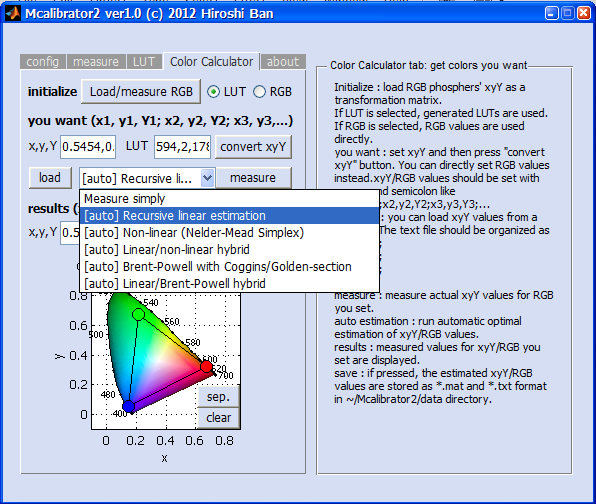 Mcalibrator2 ver1.0 (c) 2012 Hiroshi Ban
config measure LUT Color Calculator about
initialize Load/measure RGB LUT RGB
you want (x1, y1, Y1; x2, y2, Y2; x3, y3,...)
x,y,Y 0.5454,0. LUT 594,2,178 convert xyY
load [auto] Recursive li... measure
Measure simply
[auto] Recursive linear estimation
[auto] Non-linear (Nelder-Mead Simplex)
[auto] Linear/non-linear hybrid
[auto] Brent-Powell with Coggins/Golden-section
[auto] Linear/Brent-Powell hybrid
results (
x,y,Y 0.5
0.8
0.6
0.4
0.2
0
y
0 0.2 0.4 0.6 0.8
x
540
560
580
500
600
620
700
480
400
sep.
clear
Color Calculator tab: get colors you want
Initialize : load RGB phosphers' xyY as a
transformation matrix.
If LUT is selected, generated LUTs are used.
If RGB is selected, RGB values are used
directly.
you want : set xyY and then press "convert
xyY" button. You can directly set RGB values
instead.xyY/RGB values should be set with
and semicolon like
;x2,y2,Y2;x3,y3,Y3;...
: you can load xyY values from a
The text file should be organized as
measure : measure actual xyY values for RGB
you set.
auto estimation : run automatic optimal
estimation of xyY/RGB values.
results : measured values for xyY/RGB you
set are displayed.
save : if pressed, the estimated xyY/RGB
values are stored as *.mat and *.txt format
in ~/Mcalibrator2/data directory.